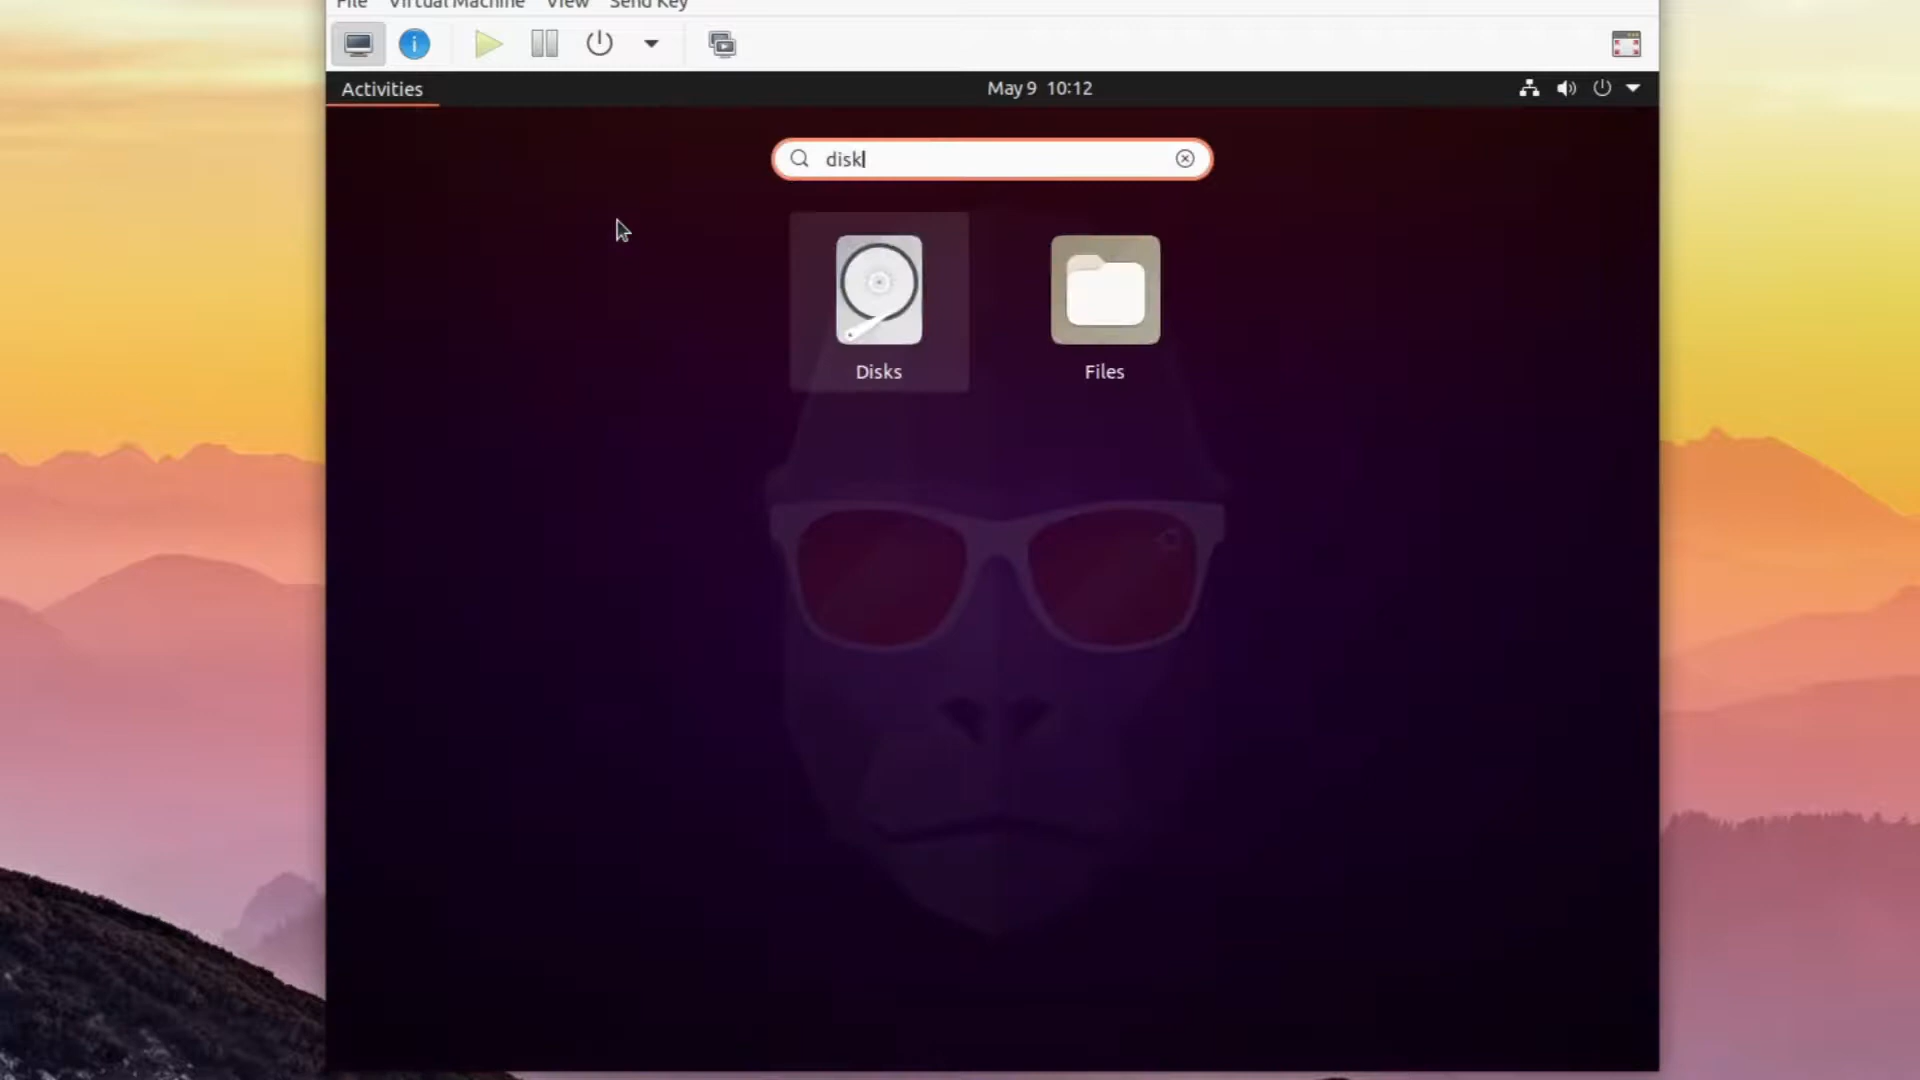 File Virtual Machine View Send Key
Activities
May 9 10:12
disk
Disks
Files